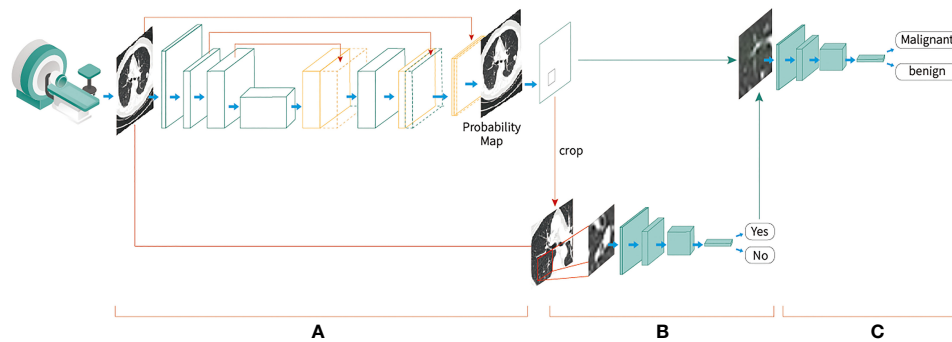 Malignant
benign
Probability
Map
crop
Yes
No
A
B
C